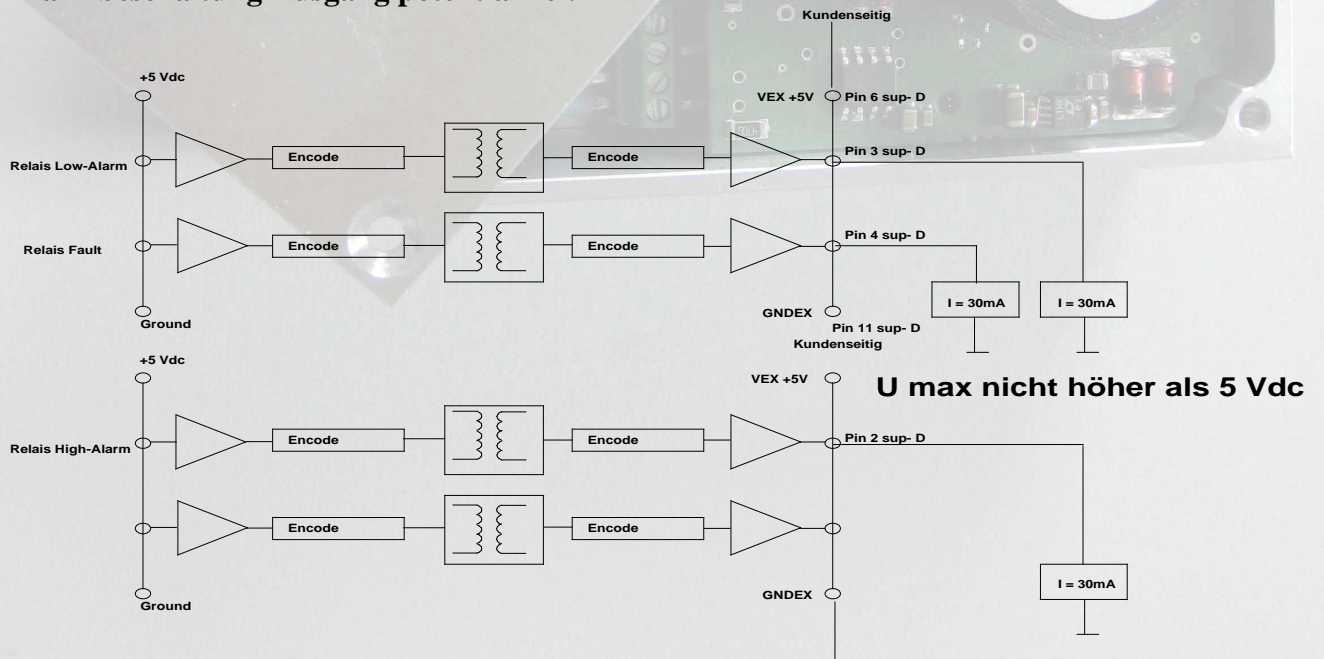 Kundenseitig
+5 Vdc
VEX +5V Pin 6 sup- D
Relais Low-Alarm Encode Encode Pin 3 sup- D
Relais Fault Encode Encode Pin 4 sup- D
I = 30mA I = 30mA
Ground GNDEX
Pin 11 sup- D
Kundenseitig
+5 Vdc
VEX +5V
U max nicht höher als 5 Vdc
Relais High-Alarm Encode Encode Pin 2 sup- D
Encode Encode
I = 30mA
Ground GNDEX